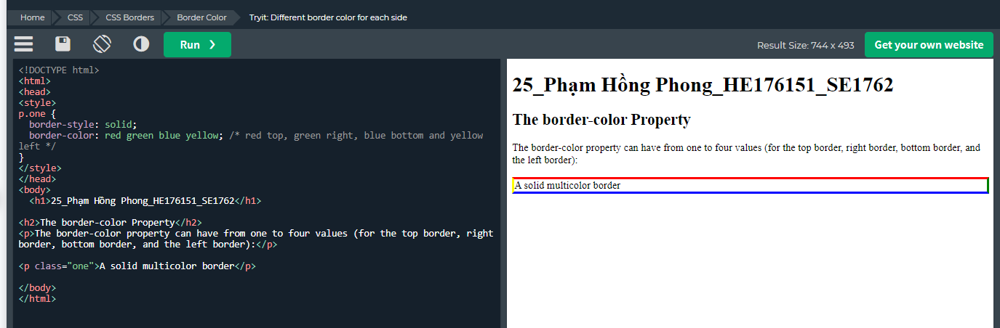 Home CSS CSS Borders Border Color Tryit: Different border color for each side
Run ❯ Result Size: 744 x 493 Get your own website
<!DOCTYPE html>
<html>
<head>
<style>
p.one {
  border-style: solid;
  border-color: red green blue yellow; /* red top, green right, blue bottom and yellow
left */
}
</style>
</head>
<body>
  <h1>25_Phạm Hồng Phong_HE176151_SE1762</h1>

<h2>The border-color Property</h2>
<p>The border-color property can have from one to four values (for the top border, right
border, bottom border, and the left border):</p>

<p class="one">A solid multicolor border</p>

</body>
</html>
25_Phạm Hồng Phong_HE176151_SE1762
The border-color Property
The border-color property can have from one to four values (for the top border, right border, bottom border, and
the left border):
A solid multicolor border